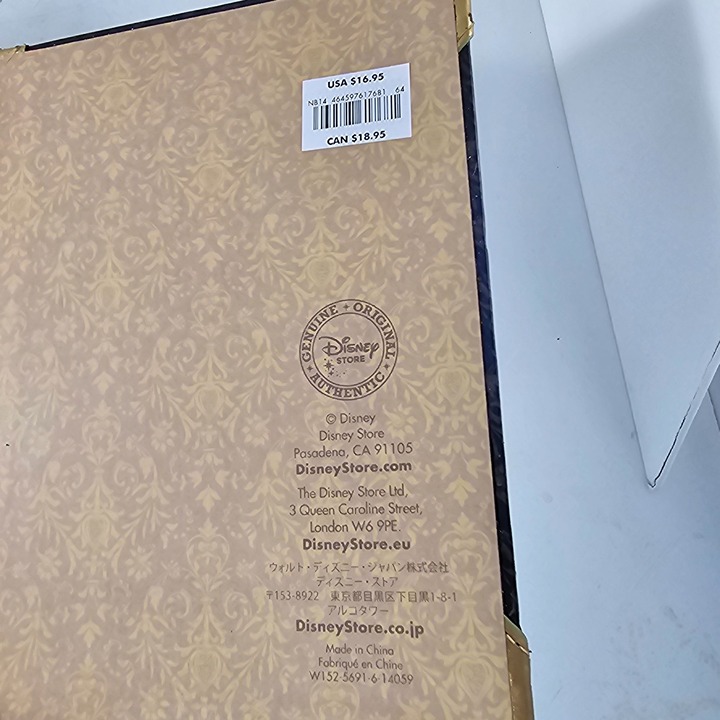 USA $16.95
NB14 464597617681 64
CAN $18.95
GENUINE + ORIGINAL + AUTHENTIC +
Disney
STORE
© Disney
Disney Store
Pasadena, CA 91105
DisneyStore.com
The Disney Store Ltd,
3 Queen Caroline Street,
London W6 9PE.
DisneyStore.eu
ウォルト・ディズニー・ジャパン株式会社
ディズニー・ストア
〒153-8922 東京都目黒区下目黒1-8-1
アルコタワー
DisneyStore.co.jp
Made in China
Fabriqué en Chine
W152-5691-6-14059